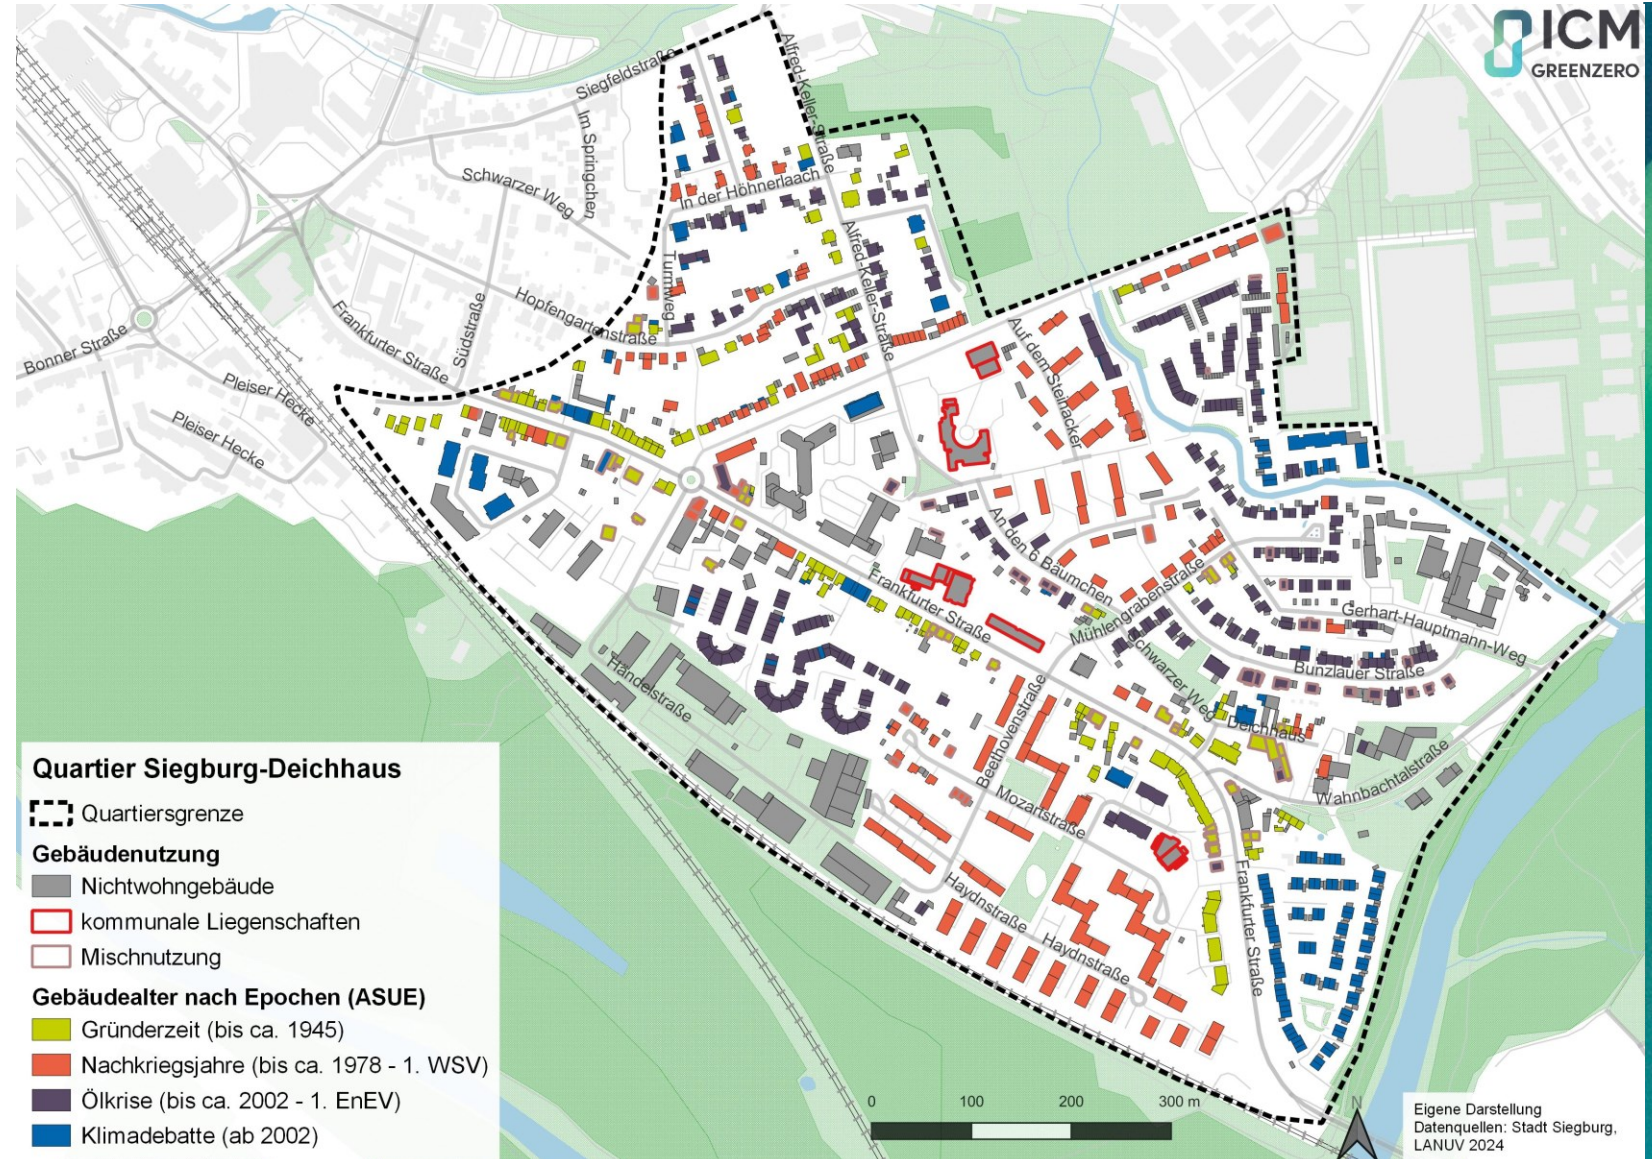 ICM
GREENZERO
Siegfeldstraße
Alfred-Keller-Straße
Im Springchen
Schwarzer Weg
In der Höhnerlaach
Turmweg
Alfred-Keller-Straße
Hopfengartenstraße
Südstraße
Frankfurter Straße
Bonner Straße
Pleiser Hecke
Pleiser Hecke
Auf dem Stelnacker
An den 6 Bäumchen
Mühlengrabenstraße
Frankfurter Straße
Gerhart-Hauptmann-Weg
Bunzlauer Straße
Schwarzer Weg
Deichhaus
Händelstraße
Beethovenstraße
Wahnbachtalstraße
Mozartstraße
Haydnstraße
Haydnstraße
Frankfurter Straße
Quartier Siegburg-Deichhaus
Quartiersgrenze
Gebäudenutzung
Nichtwohngebäude
kommunale Liegenschaften
Mischnutzung
Gebäudealter nach Epochen (ASUE)
Gründerzeit (bis ca. 1945)
Nachkriegsjahre (bis ca. 1978 - 1. WSV)
Ölkrise (bis ca. 2002 - 1. EnEV)
Klimadebatte (ab 2002)
0 100 200 300 m
N
Eigene Darstellung
Datenquellen: Stadt Siegburg,
LANUV 2024